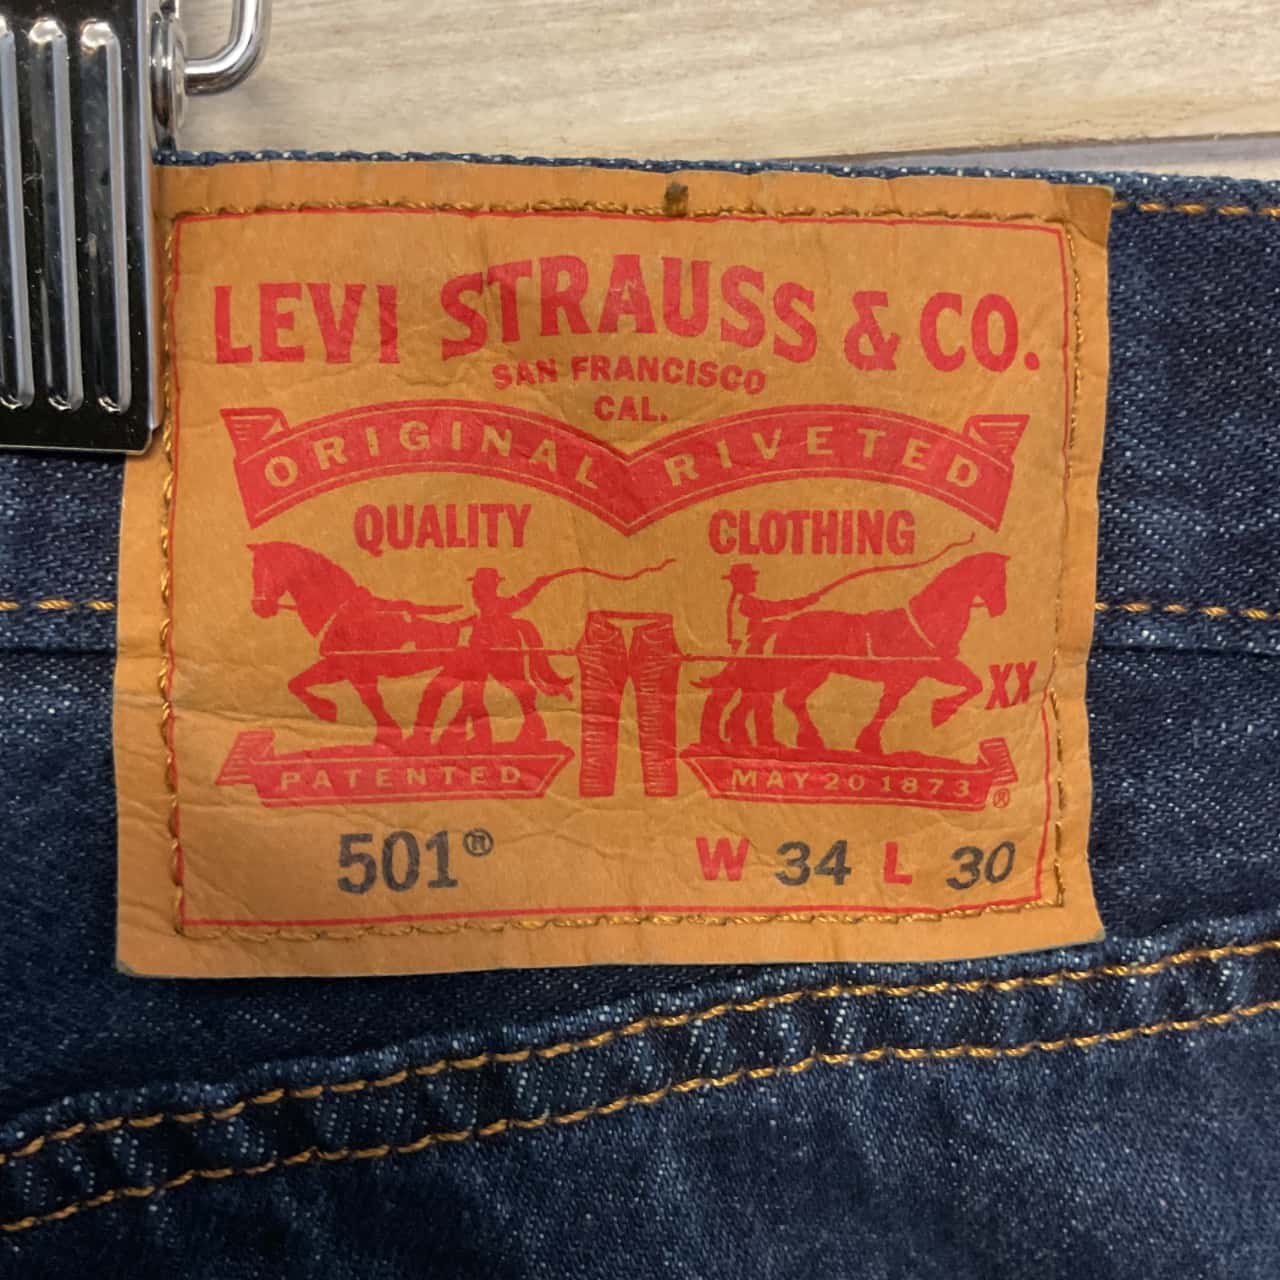 LEVI STRAUSS & CO.
SAN FRANCISCO
CAL.
ORIGINAL RIVETED
QUALITY CLOTHING
XX
PATENTED MAY 20 1873 ®
501® W 34 L 30